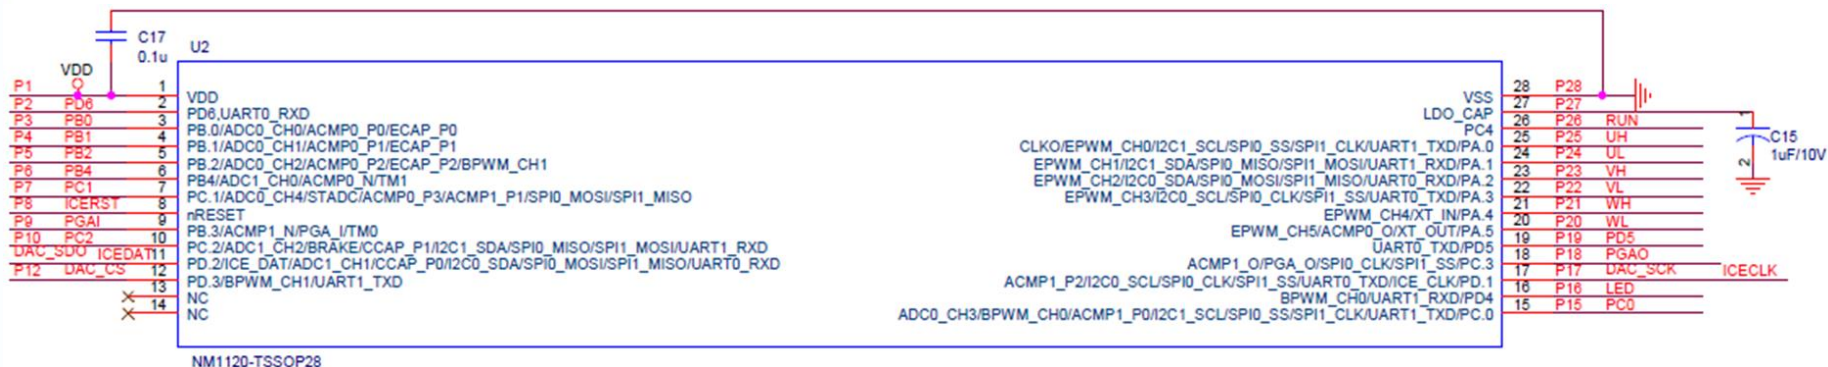 C17
0.1u
U2
VDD
P1 1 VDD
P2 PD6 2 PD6,UART0_RXD
P3 PB0 3 PB.0/ADC0_CH0/ACMP0_P0/ECAP_P0
P4 PB1 4 PB.1/ADC0_CH1/ACMP0_P1/ECAP_P1
P5 PB2 5 PB.2/ADC0_CH2/ACMP0_P2/ECAP_P2/BPWM_CH1
P6 PB4 6 PB4/ADC1_CH0/ACMP0_N/TM1
P7 PC1 7 PC.1/ADC0_CH4/STADC/ACMP0_P3/ACMP1_P1/SPI0_MOSI/SPI1_MISO
P8 ICERST 8 nRESET
P9 PGAI 9 PB.3/ACMP1_N/PGA_I/TM0
P10 PC2 10 PC.2/ADC1_CH2/BRAKE/CCAP_P1/I2C1_SDA/SPI0_MISO/SPI1_MOSI/UART1_RXD
DAC_SDO ICEDAT 11 PD.2/ICE_DAT/ADC1_CH1/CCAP_P0/I2C0_SDA/SPI0_MOSI/SPI1_MISO/UART0_RXD
P12 DAC_CS 12 PD.3/BPWM_CH1/UART1_TXD
13 NC
14 NC
VSS 28 P28
LDO_CAP 27 P27
PC4 26 P26 RUN
CLKO/EPWM_CH0/I2C1_SCL/SPI0_SS/SPI1_CLK/UART1_TXD/PA.0 25 P25 UH
EPWM_CH1/I2C1_SDA/SPI0_MISO/SPI1_MOSI/UART1_RXD/PA.1 24 P24 UL
EPWM_CH2/I2C0_SDA/SPI0_MOSI/SPI1_MISO/UART0_RXD/PA.2 23 P23 VH
EPWM_CH3/I2C0_SCL/SPI0_CLK/SPI1_SS/UART0_TXD/PA.3 22 P22 VL
EPWM_CH4/XT_IN/PA.4 21 P21 WH
EPWM_CH5/ACMP0_O/XT_OUT/PA.5 20 P20 WL
UART0_TXD/PD5 19 P19 PD5
ACMP1_O/PGA_O/SPI0_CLK/SPI1_SS/PC.3 18 P18 PGAO
ACMP1_P2/I2C0_SCL/SPI0_CLK/SPI1_SS/UART0_TXD/ICE_CLK/PD.1 17 P17 DAC_SCK ICECLK
BPWM_CH0/UART1_RXD/PD4 16 P16 LED
ADC0_CH3/BPWM_CH0/ACMP1_P0/I2C1_SCL/SPI0_SS/SPI1_CLK/UART1_TXD/PC.0 15 P15 PC0
1
C15
1uF/10V
2
NM1120-TSSOP28